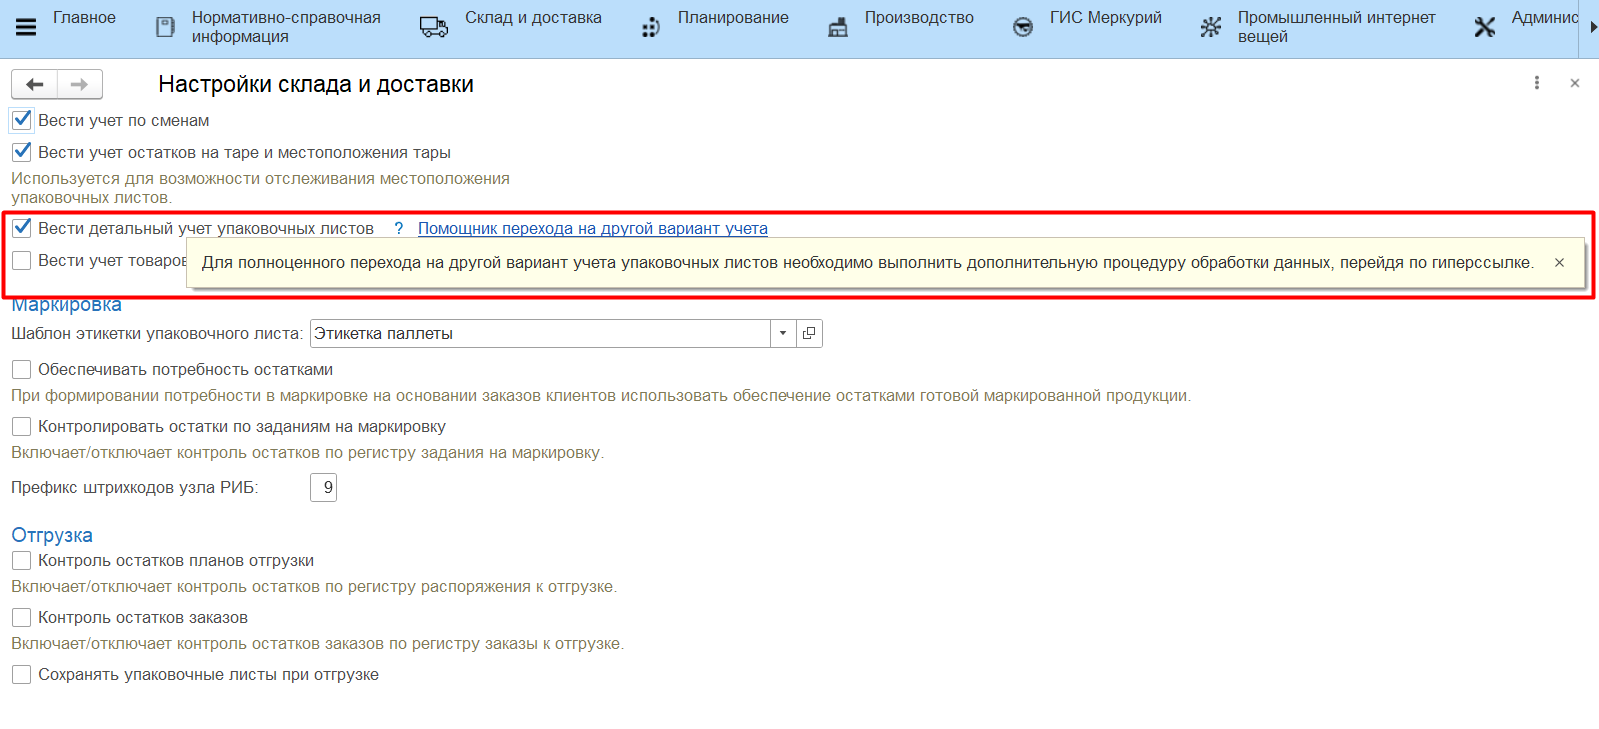 Главное
Нормативно-справочная
информация
Склад и доставка
Планирование
Производство
ГИС Меркурий
Промышленный интернет
вещей
Админис
Настройки склада и доставки
Вести учет по сменам
Вести учет остатков на таре и местоположения тары
Используется для возможности отслеживания местоположения
упаковочных листов.
Вести детальный учет упаковочных листов ? Помощник перехода на другой вариант учета
Вести учет товаров
Для полноценного перехода на другой вариант учета упаковочных листов необходимо выполнить дополнительную процедуру обработки данных, перейдя по гиперссылке.
Маркировка
Шаблон этикетки упаковочного листа: Этикетка паллеты
Обеспечивать потребность остатками
При формировании потребности в маркировке на основании заказов клиентов использовать обеспечение остатками готовой маркированной продукции.
Контролировать остатки по заданиям на маркировку
Включает/отключает контроль остатков по регистру задания на маркировку.
Префикс штрихкодов узла РИБ: 9
Отгрузка
Контроль остатков планов отгрузки
Включает/отключает контроль остатков по регистру распоряжения к отгрузке.
Контроль остатков заказов
Включает/отключает контроль остатков заказов по регистру заказы к отгрузке.
Сохранять упаковочные листы при отгрузке